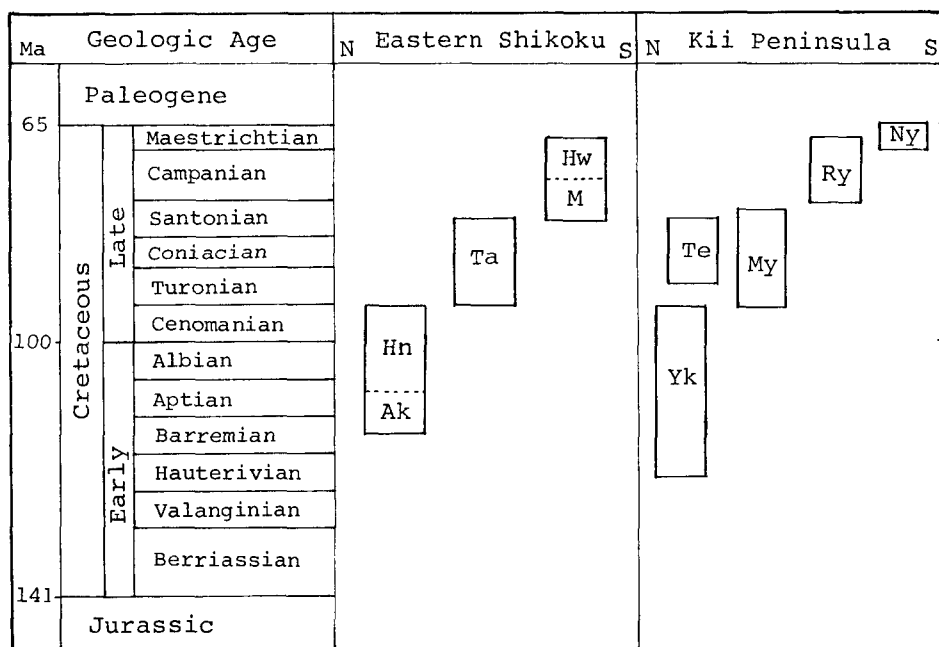 Ma Geologic Age N Eastern Shikoku S N Kii Peninsula S
Paleogene
65
Maestrichtian Ny
Campanian Hw Ry
M
Santonian
Late
Coniacian Ta Te My
Turonian
Cenomanian
100
Cretaceous
Albian Hn Yk
Aptian Ak
Barremian
Early
Hauterivian
Valanginian
Berriassian
141
Jurassic